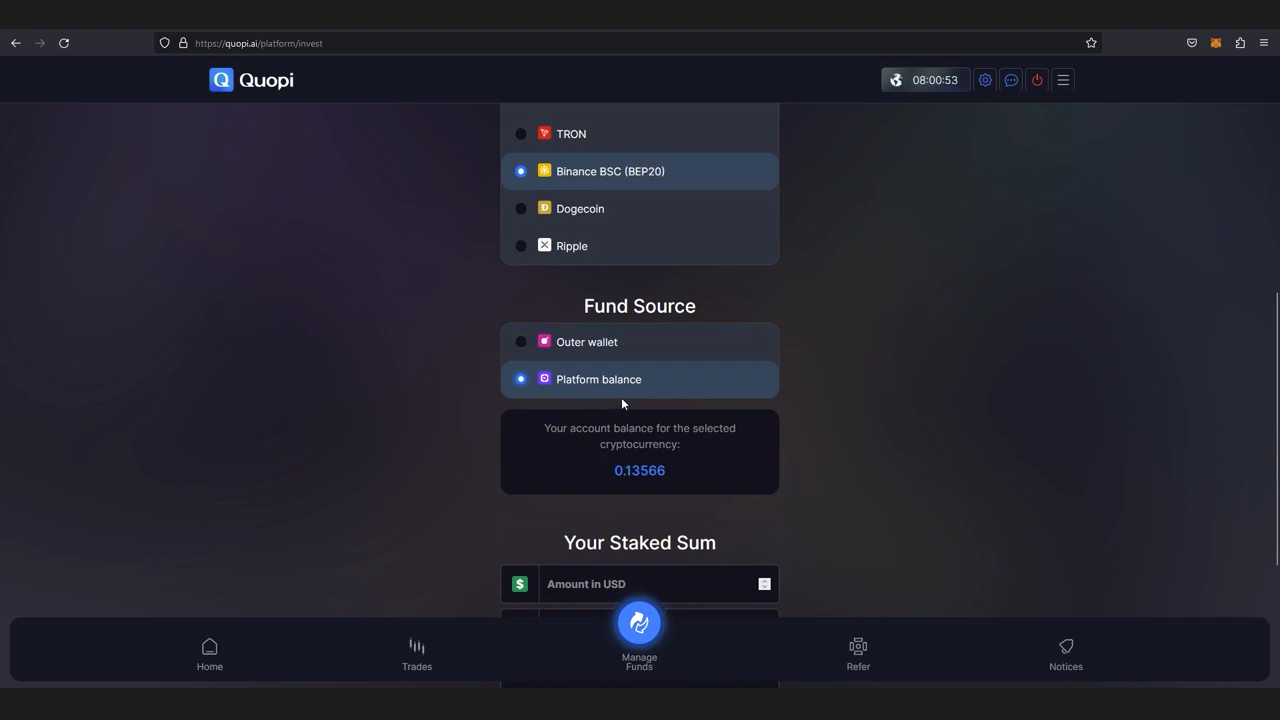 https://quopi.ai/platform/invest
Quopi
08:00:53
TRON
Binance BSC (BEP20)
Dogecoin
Ripple
Fund Source
Outer wallet
Platform balance
Your account balance for the selected
cryptocurrency:
0.13566
Your Staked Sum
$ Amount in USD
Home
Trades
Manage
Funds
Refer
Notices